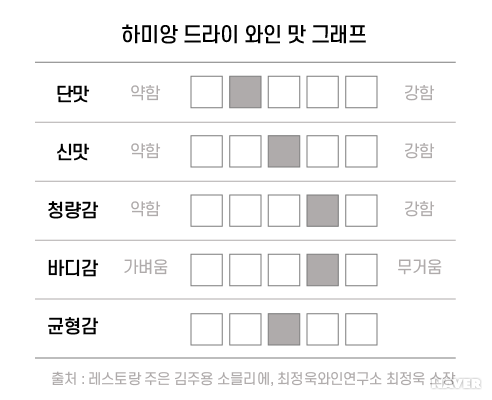 하미앙 드라이 와인 맛 그래프
단맛 약함 강함
신맛 약함 강함
청량감 약함 강함
바디감 가벼움 무거움
균형감
출처 : 레스토랑 주은 김주용 소믈리에, 최정욱와인연구소 최정욱 소장
NAVER